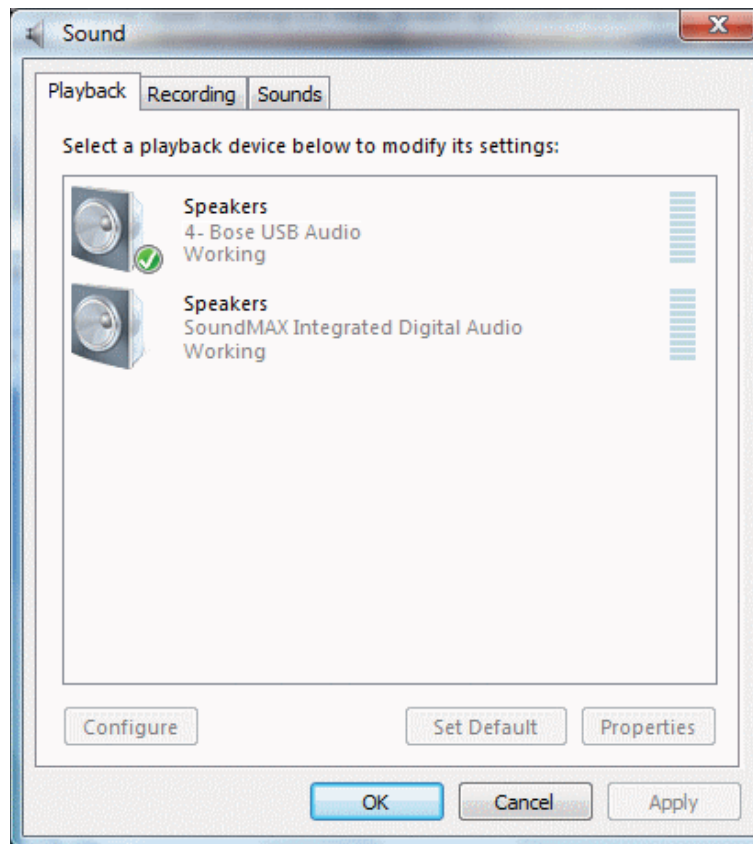 Sound
Playback Recording Sounds
Select a playback device below to modify its settings:
Speakers
4- Bose USB Audio
Working
Speakers
SoundMAX Integrated Digital Audio
Working
Configure Set Default Properties
OK Cancel Apply